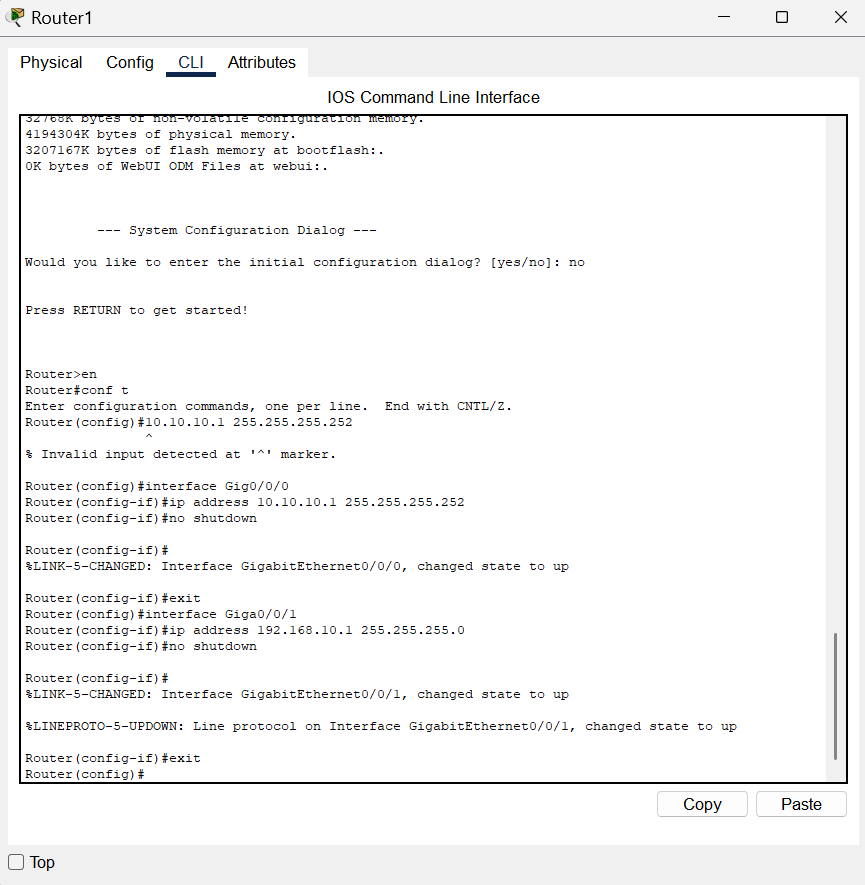 Router1
Physical Config CLI Attributes
IOS Command Line Interface
32768K bytes of non-volatile configuration memory.
4194304K bytes of physical memory.
3207167K bytes of flash memory at bootflash:.
0K bytes of WebUI ODM Files at webui:.
--- System Configuration Dialog ---
Would you like to enter the initial configuration dialog? [yes/no]: no
Press RETURN to get started!
Router>en
Router#conf t
Enter configuration commands, one per line.  End with CNTL/Z.
Router(config)#10.10.10.1 255.255.255.252
^
% Invalid input detected at '^' marker.
Router(config)#interface Gig0/0/0
Router(config-if)#ip address 10.10.10.1 255.255.255.252
Router(config-if)#no shutdown
Router(config-if)#
%LINK-5-CHANGED: Interface GigabitEthernet0/0/0, changed state to up
Router(config-if)#exit
Router(config)#interface Giga0/0/1
Router(config-if)#ip address 192.168.10.1 255.255.255.0
Router(config-if)#no shutdown
Router(config-if)#
%LINK-5-CHANGED: Interface GigabitEthernet0/0/1, changed state to up
%LINEPROTO-5-UPDOWN: Line protocol on Interface GigabitEthernet0/0/1, changed state to up
Router(config-if)#exit
Router(config)#
Copy Paste
Top